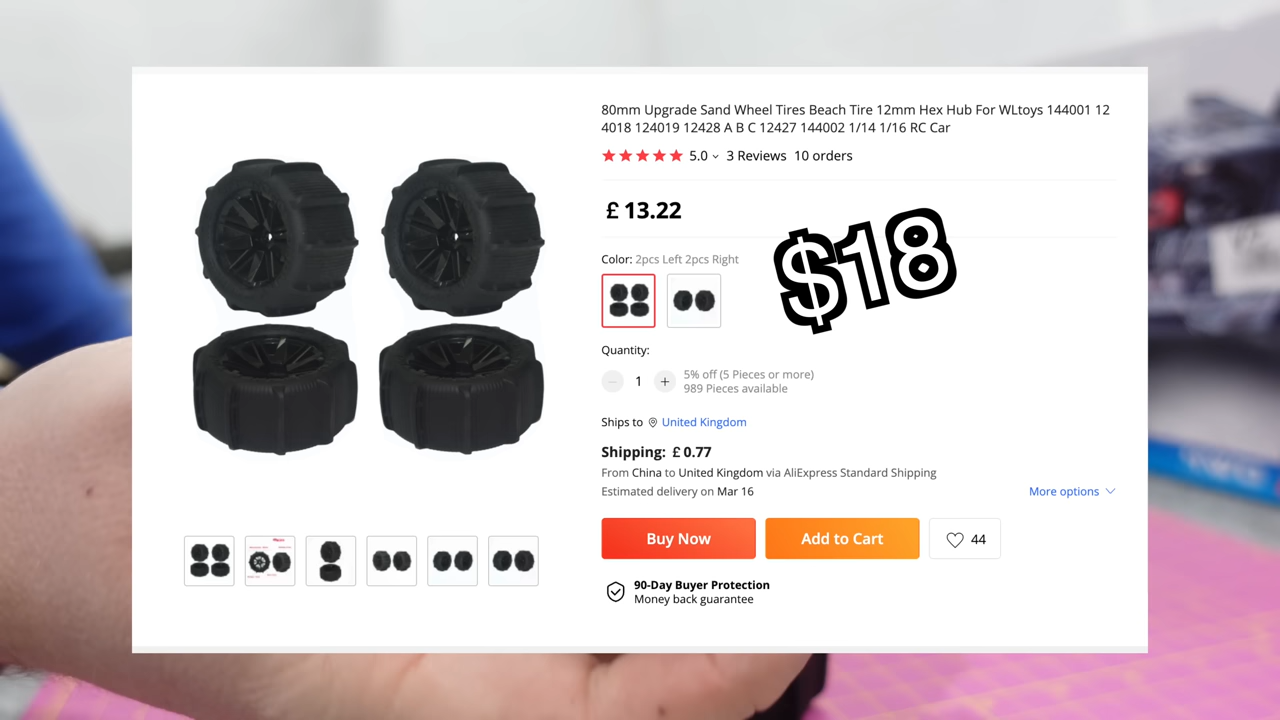 80mm Upgrade Sand Wheel Tires Beach Tire 12mm Hex Hub For WLtoys 144001 12
4018 124019 12428 A B C 12427 144002 1/14 1/16 RC Car
5.0 3 Reviews 10 orders
£ 13.22
$18
Color: 2pcs Left 2pcs Right
Quantity:
1
5% off (5 Pieces or more)
989 Pieces available
Ships to United Kingdom
Shipping: £ 0.77
From China to United Kingdom via AliExpress Standard Shipping
Estimated delivery on Mar 16
More options
Buy Now
Add to Cart
44
90-Day Buyer Protection
Money back guarantee